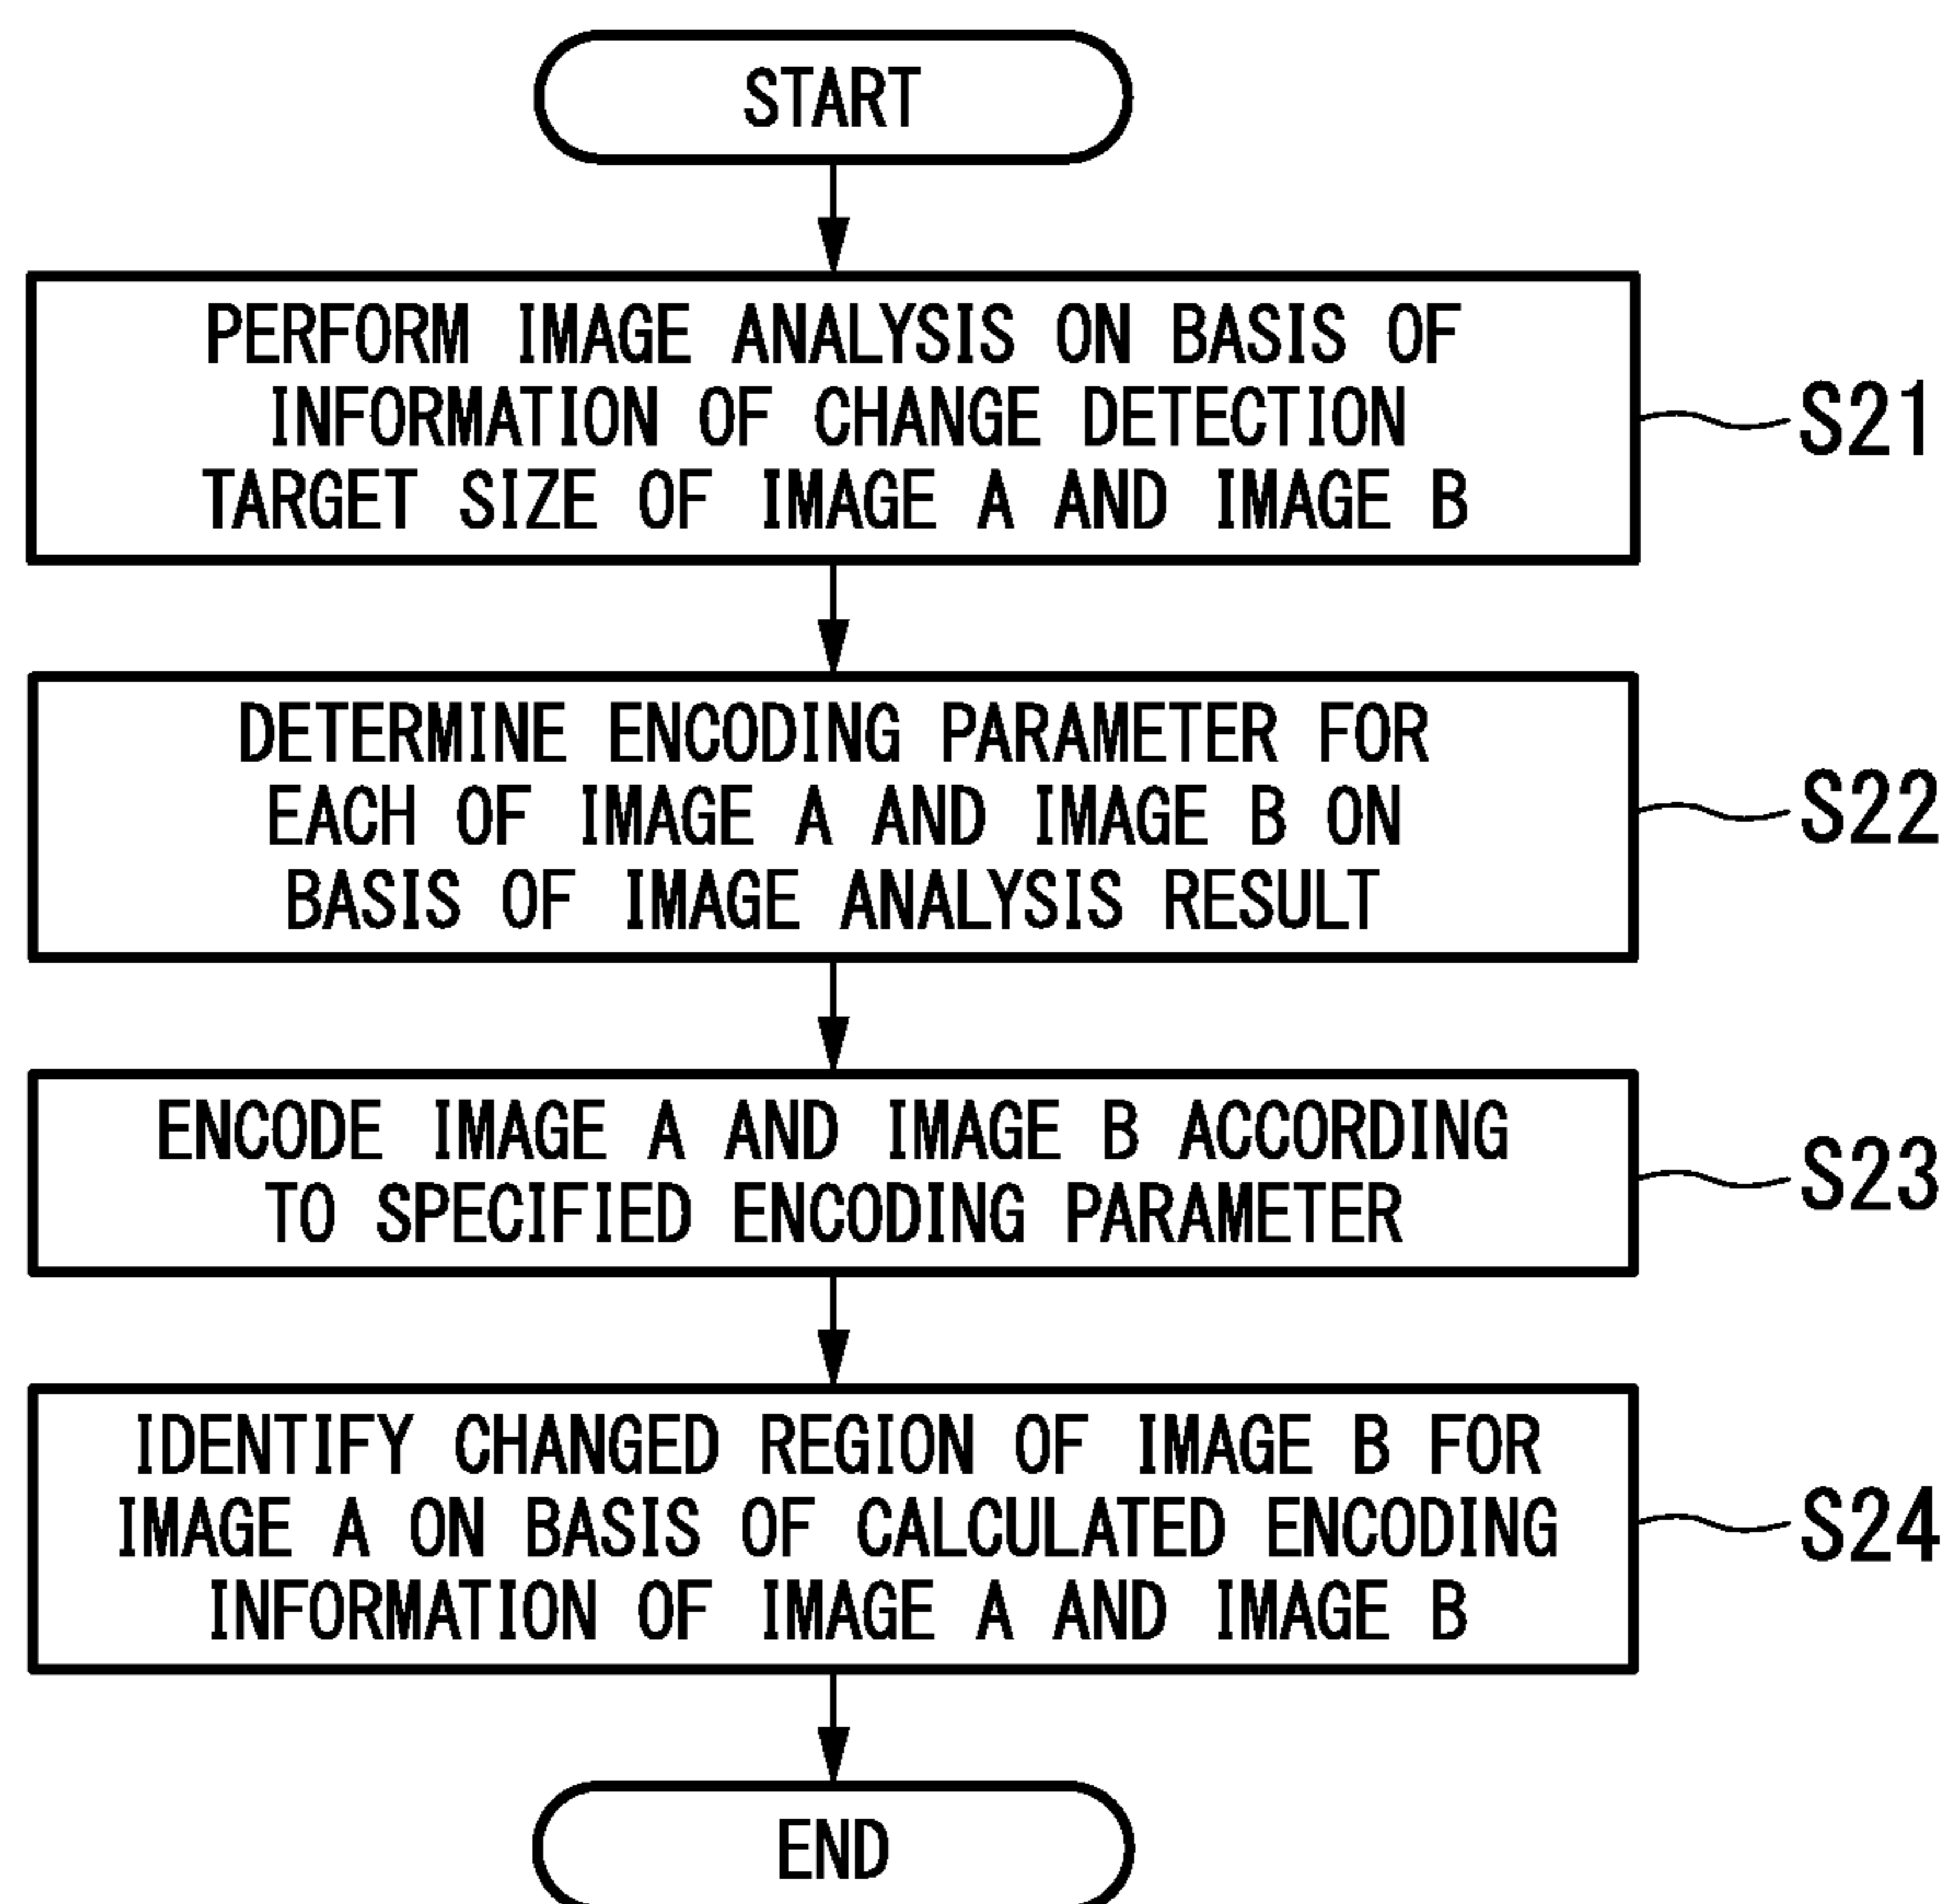 START
PERFORM IMAGE ANALYSIS ON BASIS OF
INFORMATION OF CHANGE DETECTION
TARGET SIZE OF IMAGE A AND IMAGE B
S21
DETERMINE ENCODING PARAMETER FOR
EACH OF IMAGE A AND IMAGE B ON
BASIS OF IMAGE ANALYSIS RESULT
S22
ENCODE IMAGE A AND IMAGE B ACCORDING
TO SPECIFIED ENCODING PARAMETER
S23
IDENTIFY CHANGED REGION OF IMAGE B FOR
IMAGE A ON BASIS OF CALCULATED ENCODING
INFORMATION OF IMAGE A AND IMAGE B
S24
END